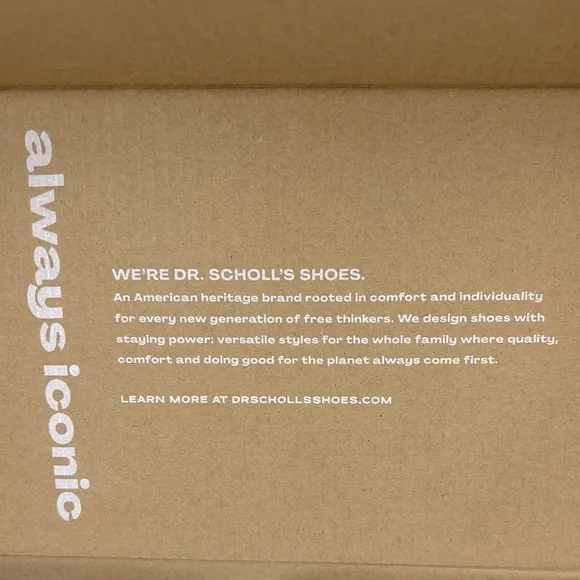 always iconic
WE'RE DR. SCHOLL'S SHOES.
An American heritage brand rooted in comfort and individuality
for every new generation of free thinkers. We design shoes with
staying power: versatile styles for the whole family where quality,
comfort and doing good for the planet always come first.
LEARN MORE AT DRSCHOLLSSHOES.COM